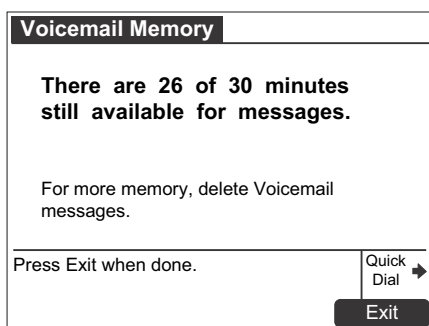 Voicemail Memory
There are 26 of 30 minutes
still available for messages.
For more memory, delete Voicemail
messages.
Press Exit when done.
Quick
Dial
Exit